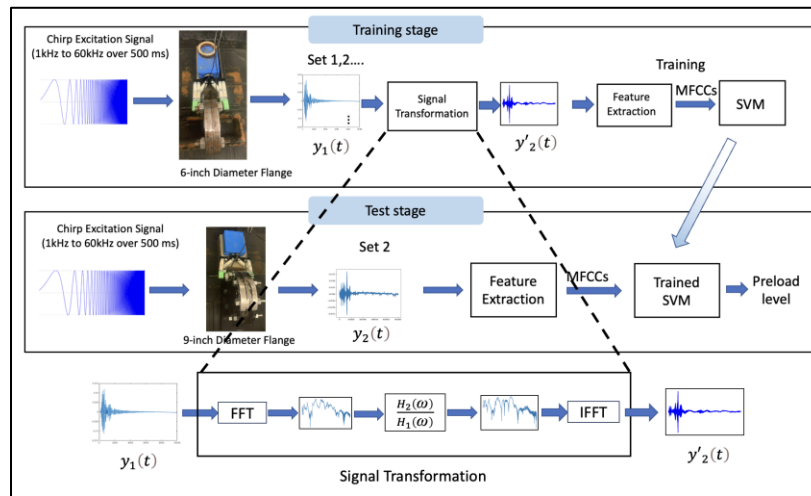 Training stage
Chirp Excitation Signal
(1kHz to 60kHz over 500 ms)
6-inch Diameter Flange
Set 1,2....
y₁(t)
Signal
Transformation
y'₂(t)
Training
Feature
Extraction
MFCCs
SVM
Test stage
Chirp Excitation Signal
(1kHz to 60kHz over 500 ms)
9-inch Diameter Flange
Set 2
y₂(t)
Feature
Extraction
MFCCs
Trained
SVM
Preload
level
y₁(t)
FFT
H₂(ω)
H₁(ω)
IFFT
y'₂(t)
Signal Transformation